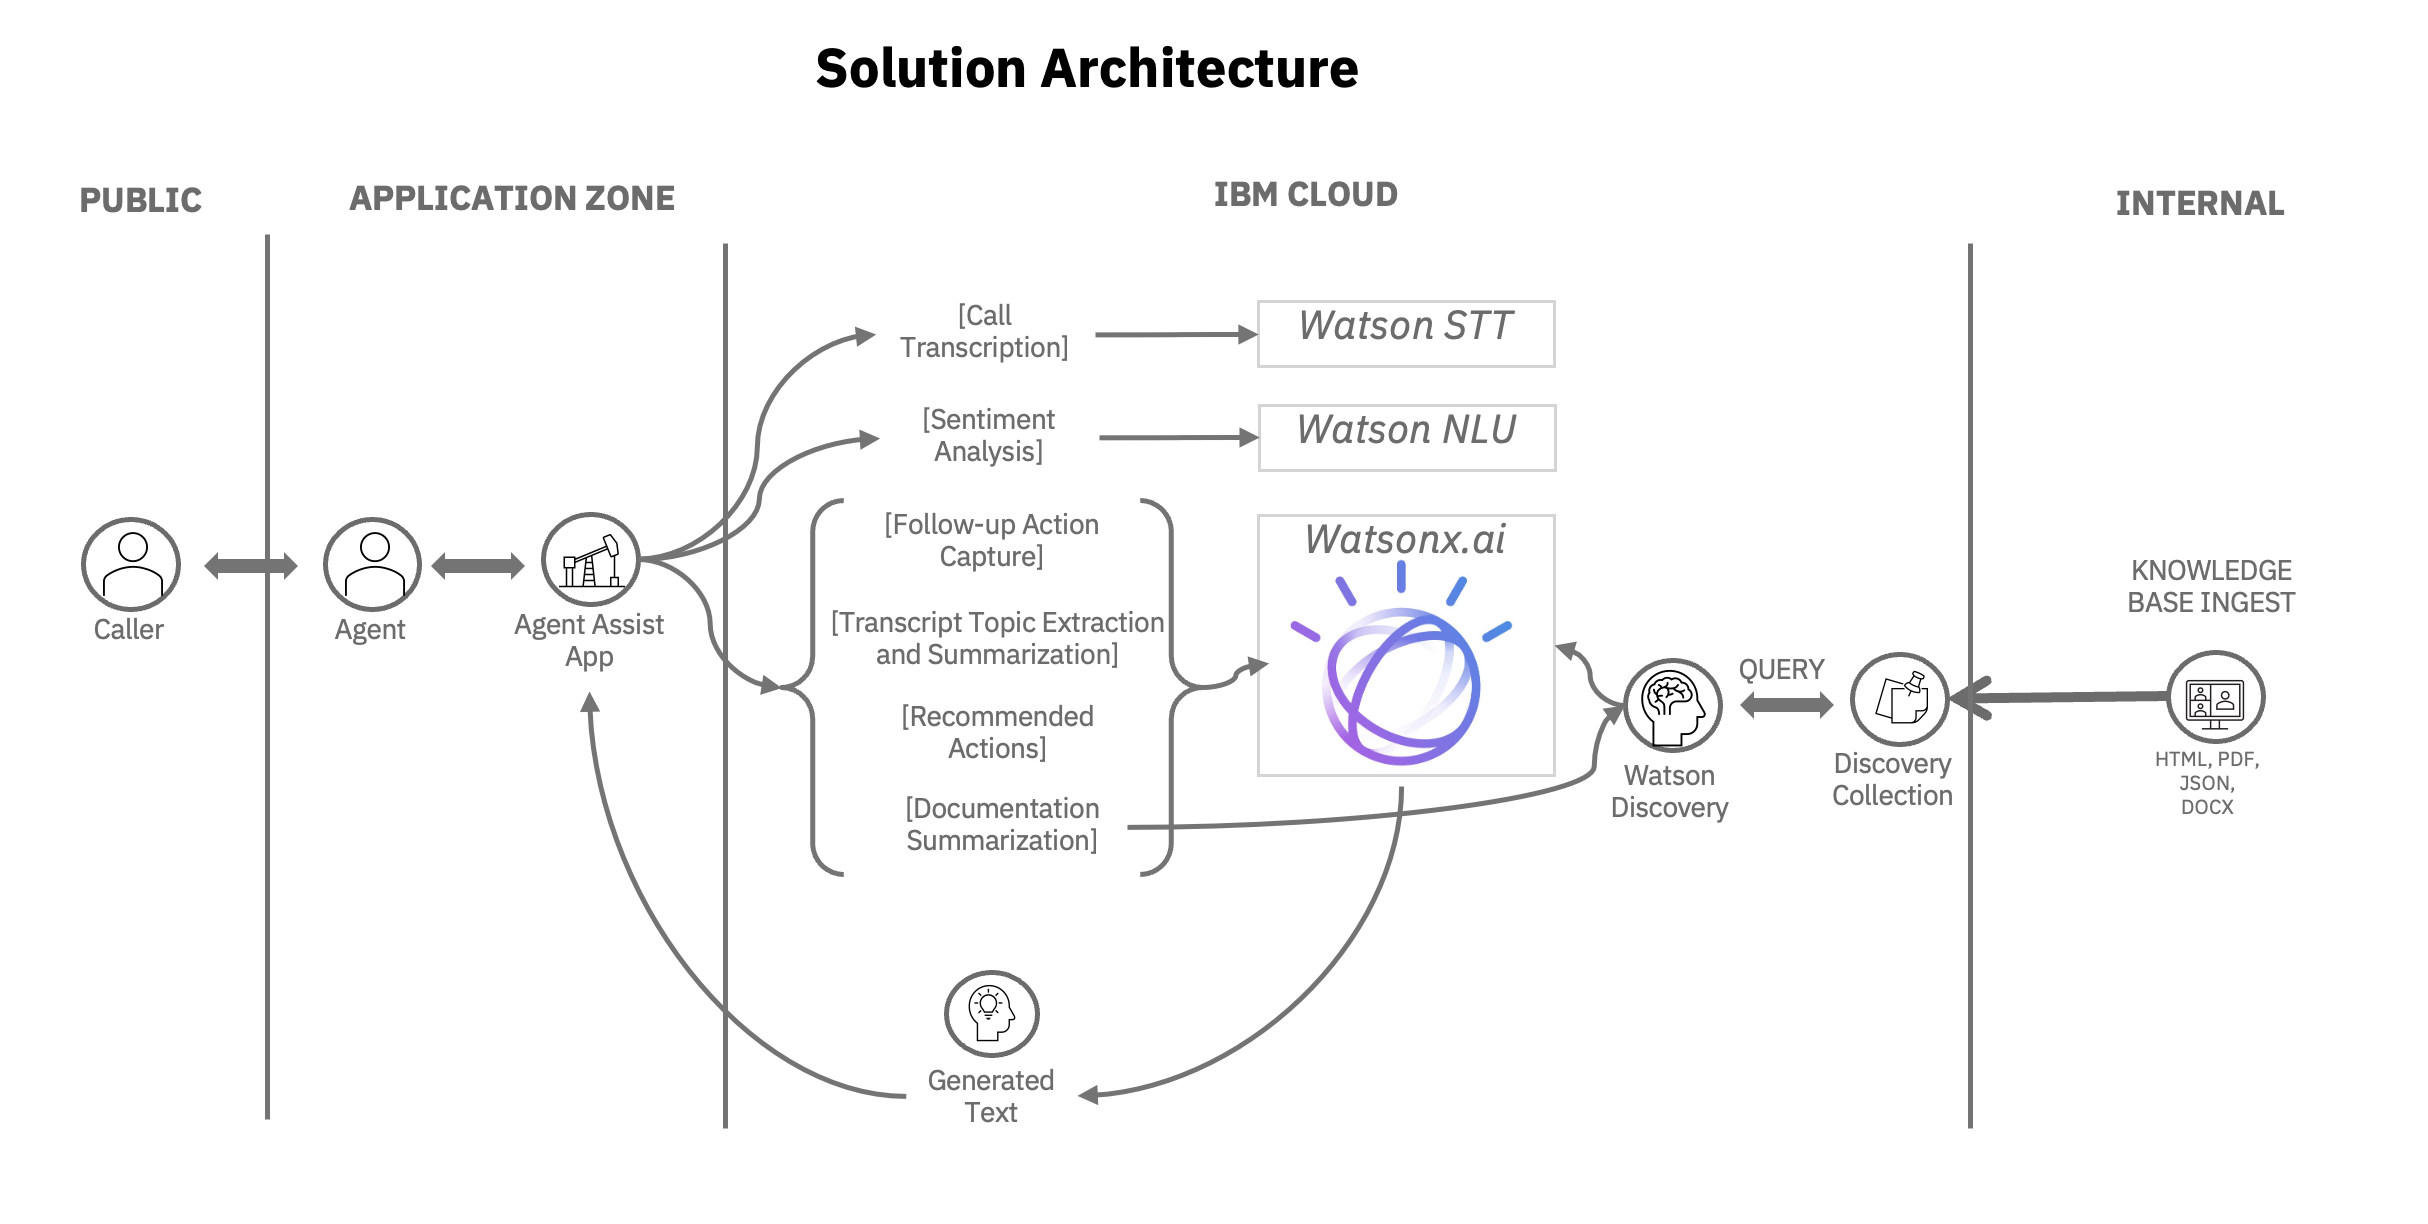 Solution Architecture
PUBLIC
APPLICATION ZONE
IBM CLOUD
INTERNAL
[Call
Transcription]
Watson STT
[Sentiment
Analysis]
Watson NLU
[Follow-up Action
Capture]
Watsonx.ai
[Transcript Topic Extraction
and Summarization]
[Recommended
Actions]
[Documentation
Summarization]
Caller
Agent
Agent Assist
App
Watson
Discovery
QUERY
Discovery
Collection
KNOWLEDGE
BASE INGEST
HTML, PDF,
JSON,
DOCX
Generated
Text